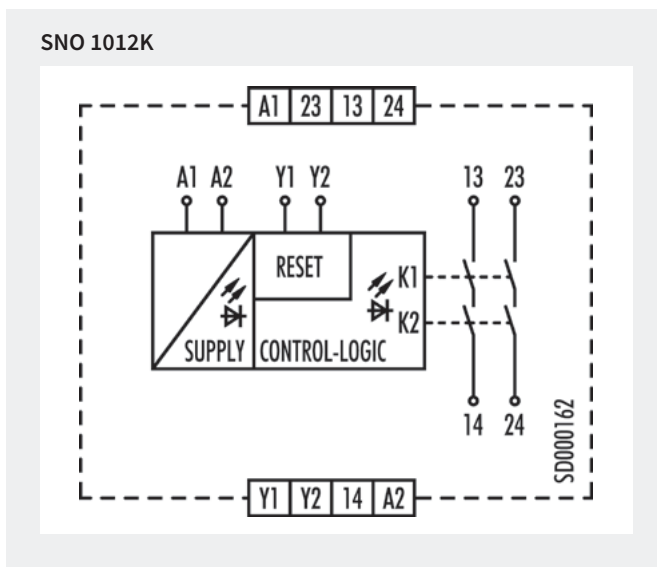 SNO 1012K
A1 23 13 24
A1 A2 Y1 Y2 13 23
RESET
K1
K2
SUPPLY CONTROL-LOGIC
14 24
SD000162
Y1 Y2 14 A2